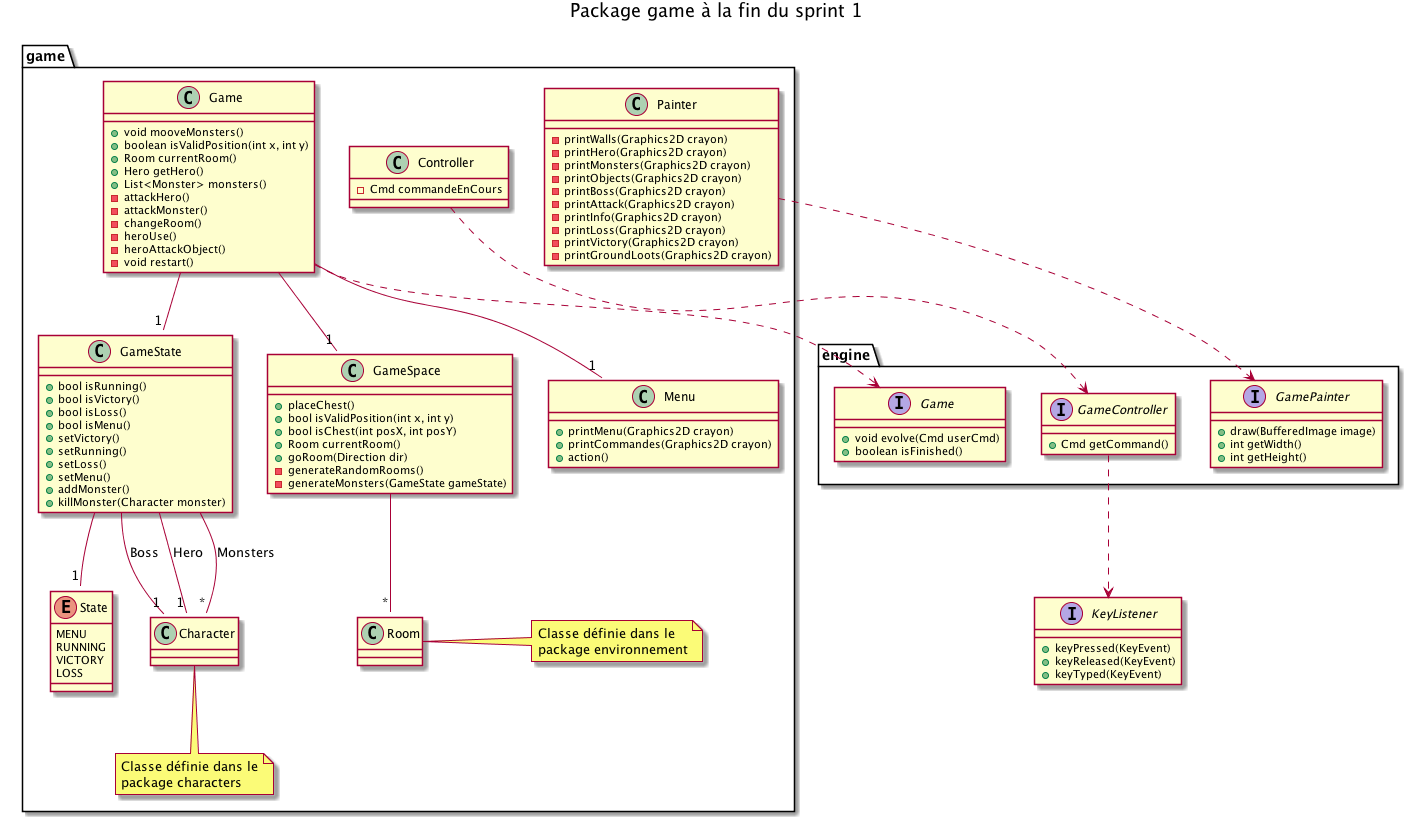 Package game à la fin du sprint 1
game
C Game
void mooveMonsters()
boolean isValidPosition(int x, int y)
Room currentRoom()
Hero getHero()
List<Monster> monsters()
attackHero()
attackMonster()
changeRoom()
heroUse()
heroAttackObject()
void restart()
C Controller
Cmd commandeEnCours
C Painter
printWalls(Graphics2D crayon)
printHero(Graphics2D crayon)
printMonsters(Graphics2D crayon)
printObjects(Graphics2D crayon)
printBoss(Graphics2D crayon)
printAttack(Graphics2D crayon)
printInfo(Graphics2D crayon)
printLoss(Graphics2D crayon)
printVictory(Graphics2D crayon)
printGroundLoots(Graphics2D crayon)
1
1
1
C GameState
bool isRunning()
bool isVictory()
bool isLoss()
bool isMenu()
setVictory()
setRunning()
setLoss()
setMenu()
addMonster()
killMonster(Character monster)
C GameSpace
placeChest()
bool isValidPosition(int x, int y)
bool isChest(int posX, int posY)
Room currentRoom()
goRoom(Direction dir)
generateRandomRooms()
generateMonsters(GameState gameState)
C Menu
printMenu(Graphics2D crayon)
printCommandes(Graphics2D crayon)
action()
engine
I Game
void evolve(Cmd userCmd)
boolean isFinished()
I GameController
Cmd getCommand()
I GamePainter
draw(BufferedImage image)
int getWidth()
int getHeight()
Boss
Hero
Monsters
1
1
1
*
*
E State
MENU
RUNNING
VICTORY
LOSS
C Character
C Room
Classe définie dans le
package environnement
I KeyListener
keyPressed(KeyEvent)
keyReleased(KeyEvent)
keyTyped(KeyEvent)
Classe définie dans le
package characters